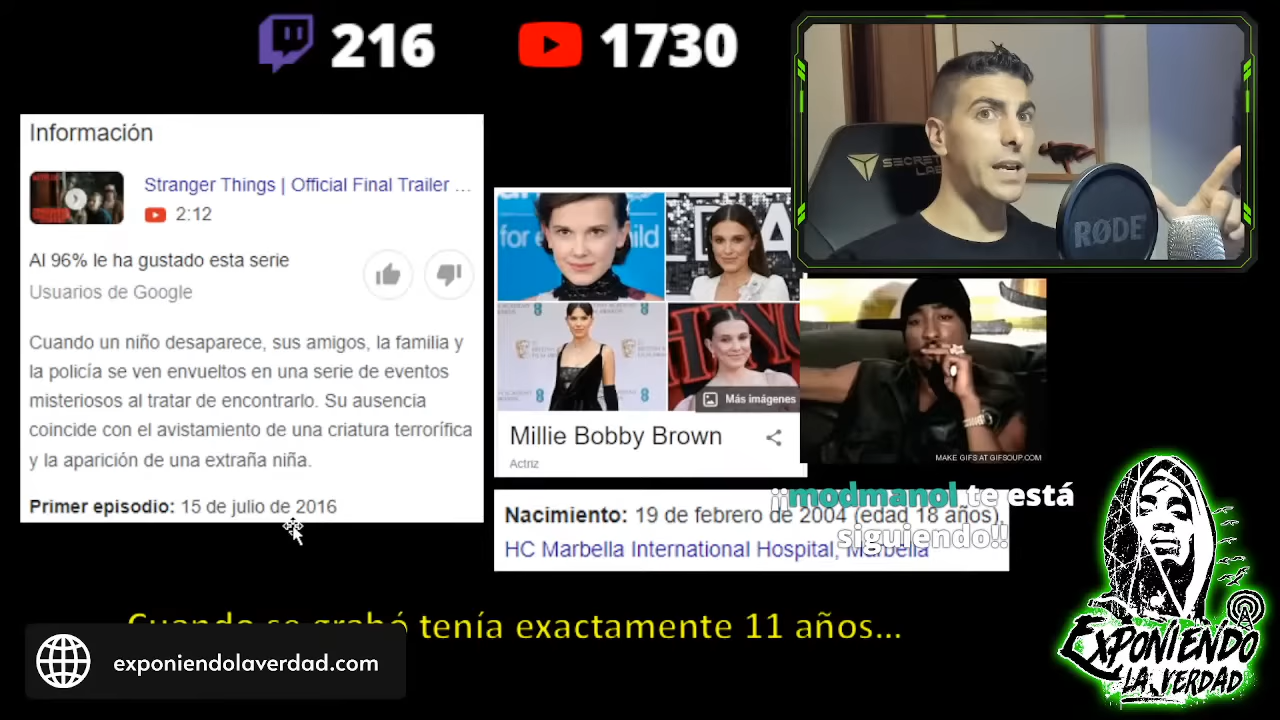 216
1730
Información
Stranger Things | Official Final Trailer ...
2:12
Al 96% le ha gustado esta serie
Usuarios de Google
Cuando un niño desaparece, sus amigos, la familia y
la policía se ven envueltos en una serie de eventos
misteriosos al tratar de encontrarlo. Su ausencia
coincide con el avistamiento de una criatura terrorífica
y la aparición de una extraña niña.
Primer episodio: 15 de julio de 2016
for
ild
Más imágenes
Millie Bobby Brown
Actriz
SECRET
LAB
RØDE
MAKE GIFS AT GIFSOUP.COM
¡¡modmanol te está
siguiendo!!
Nacimiento: 19 de febrero de 2004 (edad 18 años),
HC Marbella International Hospital, Marbella
Cuando se grabó tenía exactamente 11 años...
exponiendolaverdad.com
EXPONIENDO
LA VERDAD